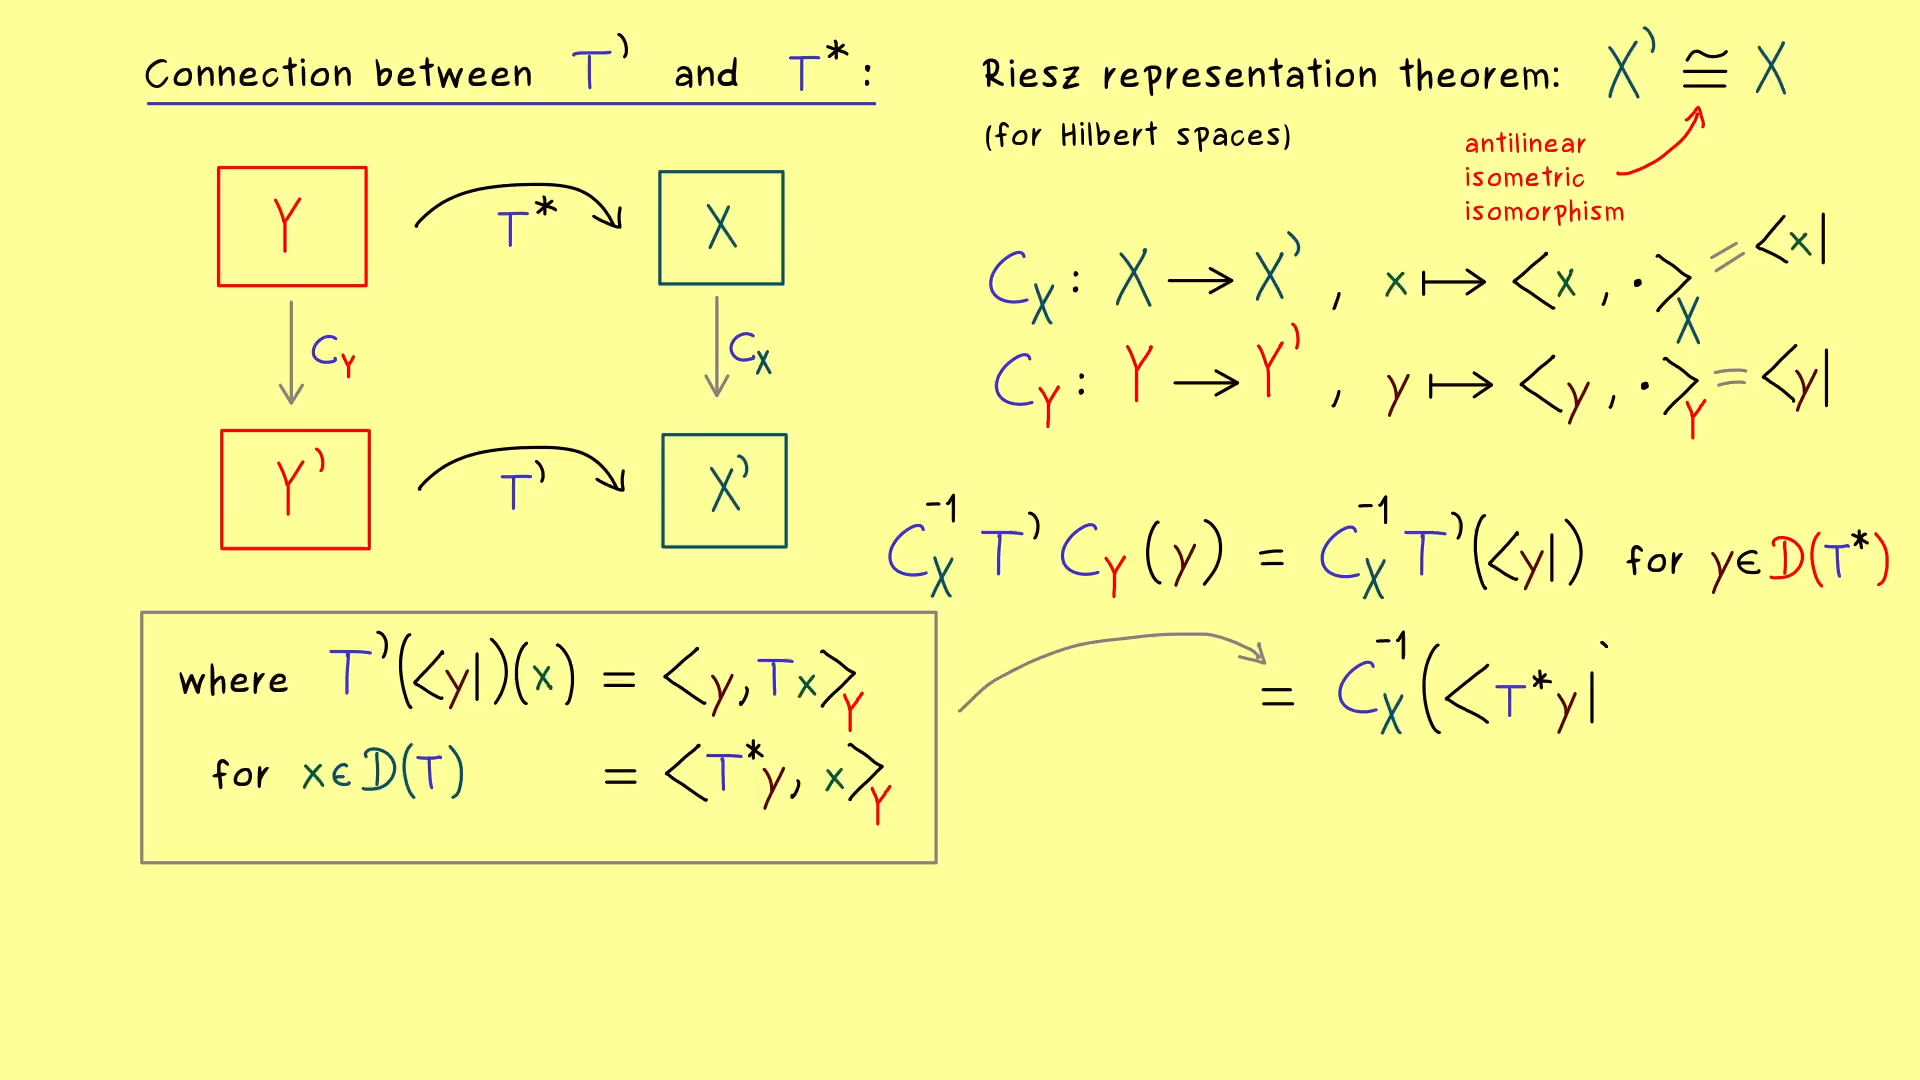 Connection between T' and T*:
Y T* X
C_Y C_X
Y' T' X'
where T'(<y|)(x) = <y, Tx>_Y
for x∈D(T) = <T*y, x>_Y
Riesz representation theorem: X' ≅ X
(for Hilbert spaces)
antilinear
isometric
isomorphism
C_X : X → X' , x ↦ <x, ·>_X = <x|
C_Y : Y → Y' , y ↦ <y, ·>_Y = <y|
C_X^-1 T' C_Y (y) = C_X^-1 T'(<y|) for y∈D(T*)
= C_X^-1 (<T*y|